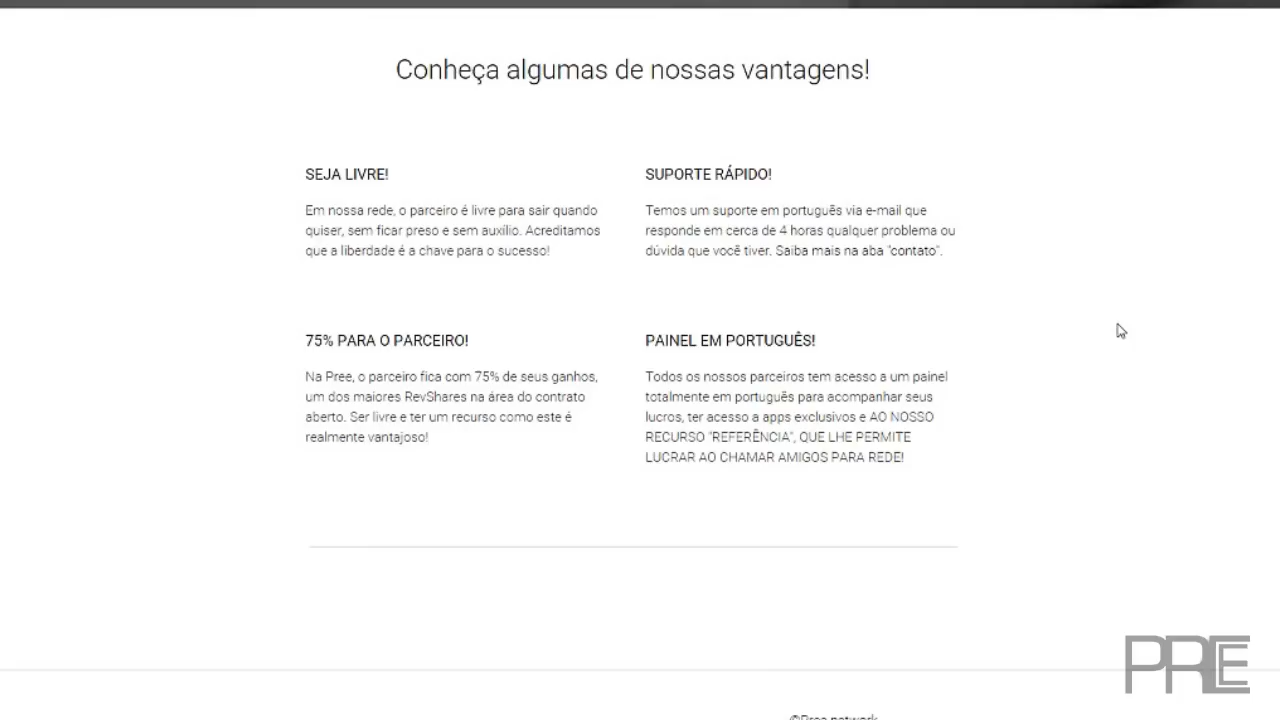 Conheça algumas de nossas vantagens!
SEJA LIVRE!
Em nossa rede, o parceiro é livre para sair quando
quiser, sem ficar preso e sem auxílio. Acreditamos
que a liberdade é a chave para o sucesso!
SUPORTE RÁPIDO!
Temos um suporte em português via e-mail que
responde em cerca de 4 horas qualquer problema ou
dúvida que você tiver. Saiba mais na aba "contato".
75% PARA O PARCEIRO!
Na Pree, o parceiro fica com 75% de seus ganhos,
um dos maiores RevShares na área do contrato
aberto. Ser livre e ter um recurso como este é
realmente vantajoso!
PAINEL EM PORTUGUÊS!
Todos os nossos parceiros tem acesso a um painel
totalmente em português para acompanhar seus
lucros, ter acesso a apps exclusivos e AO NOSSO
RECURSO "REFERÊNCIA", QUE LHE PERMITE
LUCRAR AO CHAMAR AMIGOS PARA REDE!
PREE
©Pree network